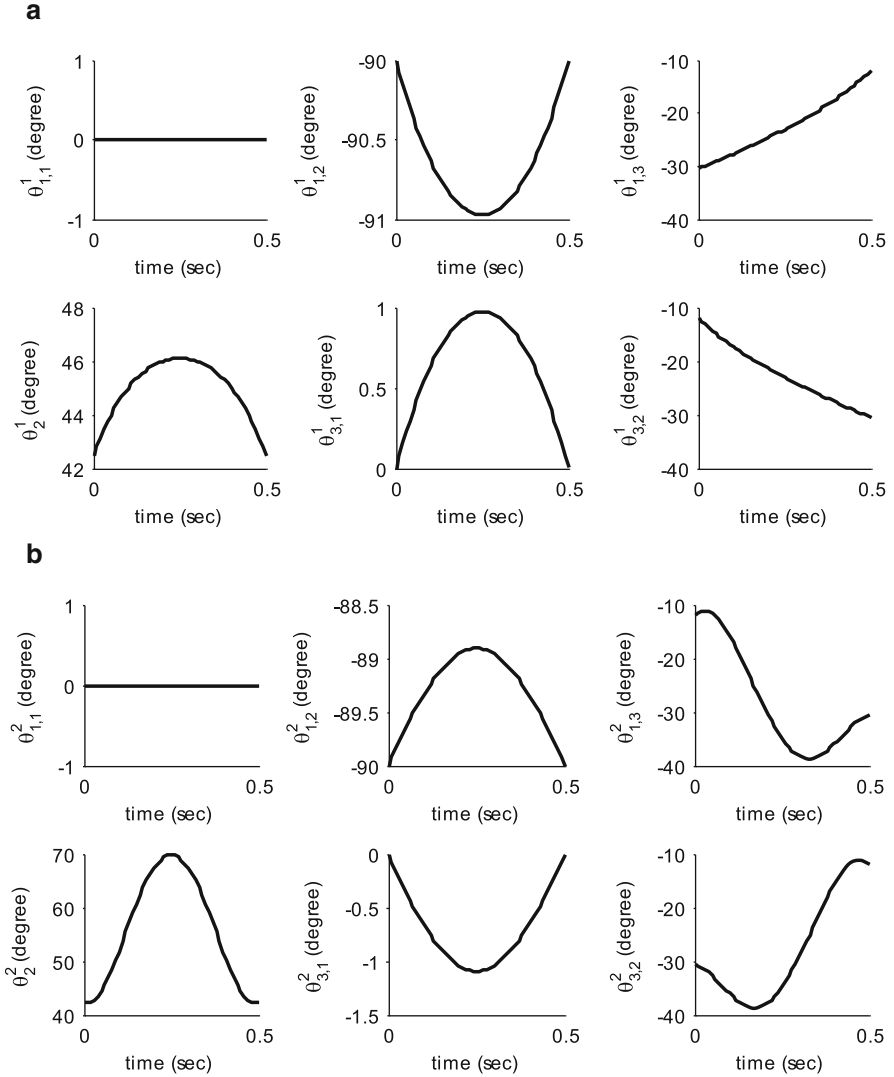 a
θ¹₁,₁ (degree)
1
0
-1
0
0.5
time (sec)
θ¹₁,₂ (degree)
-90
-90.5
-91
0
0.5
time (sec)
θ¹₁,₃ (degree)
-10
-20
-30
-40
0
0.5
time (sec)
θ¹₂ (degree)
48
46
44
42
0
0.5
time (sec)
θ¹₃,₁ (degree)
1
0.5
0
0
0.5
time (sec)
θ¹₃,₂ (degree)
-10
-20
-30
-40
0
0.5
time (sec)
b
θ²₁,₁ (degree)
1
0
-1
0
0.5
time (sec)
θ²₁,₂ (degree)
-88.5
-89
-89.5
-90
0
0.5
time (sec)
θ²₁,₃ (degree)
-10
-20
-30
-40
0
0.5
time (sec)
θ²₂ (degree)
70
60
50
40
0
0.5
time (sec)
θ²₃,₁ (degree)
0
-0.5
-1
-1.5
0
0.5
time (sec)
θ²₃,₂ (degree)
-10
-20
-30
-40
0
0.5
time (sec)